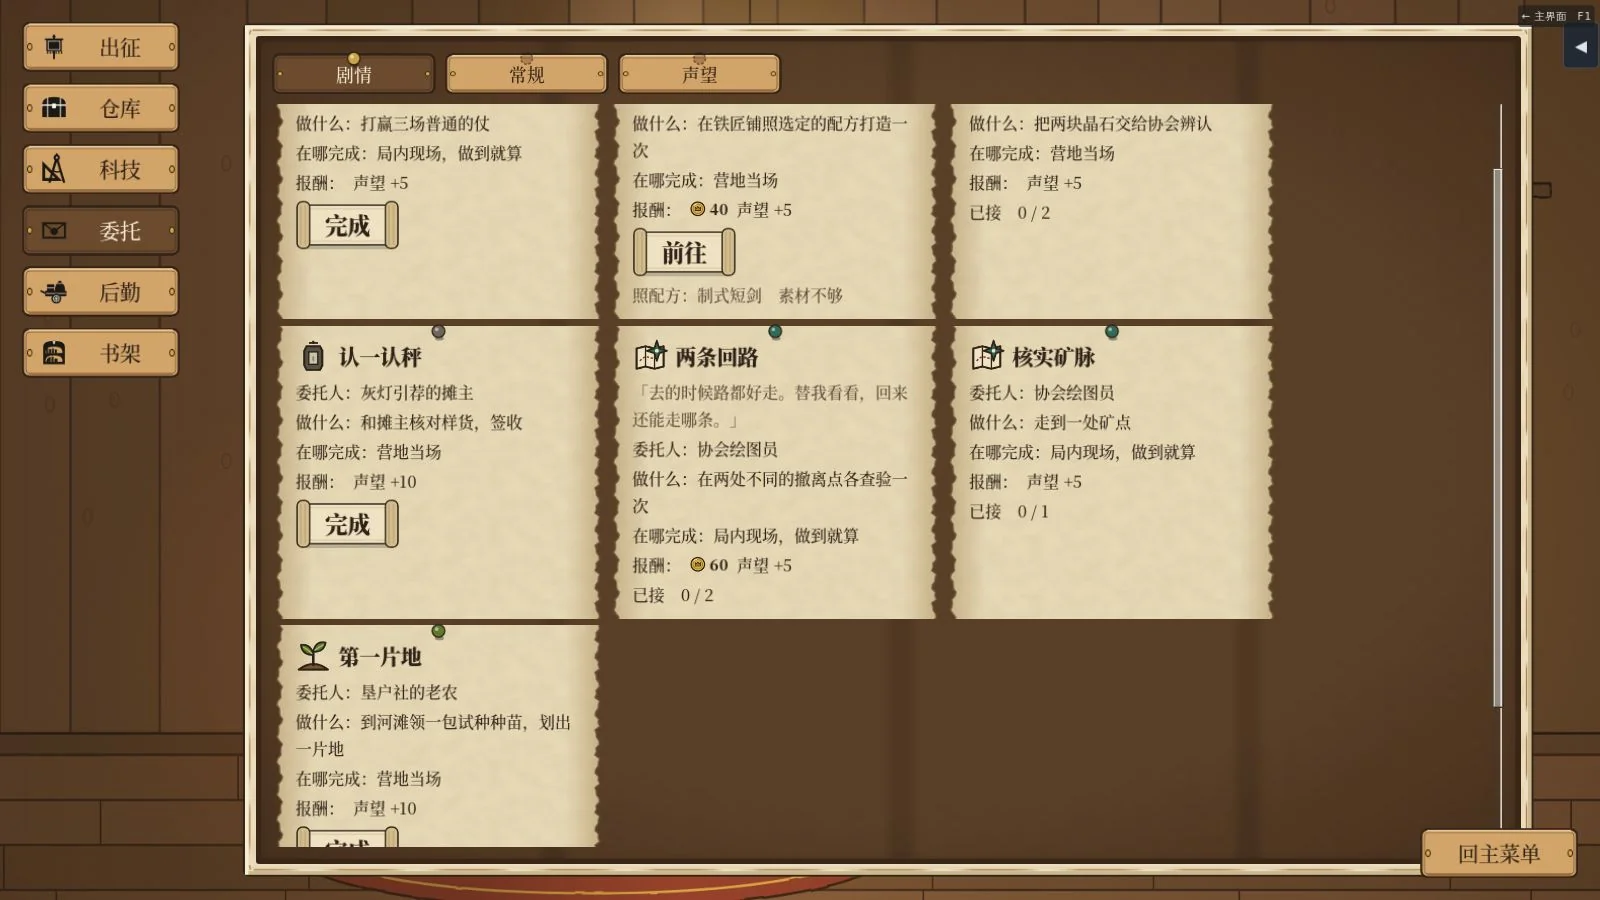 ← 主界面 F1
出征
仓库
科技
委托
后勤
书架
剧情
常规
声望
做什么：打赢三场普通的仗
在哪完成：局内现场，做到就算
报酬： 声望 +5
完成
做什么：在铁匠铺照选定的配方打造一
次
在哪完成：营地当场
报酬： 40 声望 +5
前往
照配方：制式短剑 素材不够
做什么：把两块晶石交给协会辨认
在哪完成：营地当场
报酬： 声望 +5
已接 0 / 2
认一认秤
委托人：灰灯引荐的摊主
做什么：和摊主核对样货，签收
在哪完成：营地当场
报酬： 声望 +10
完成
两条回路
「去的时候路都好走。替我看看，回来
还能走哪条。」
委托人：协会绘图员
做什么：在两处不同的撤离点各查验一
次
在哪完成：局内现场，做到就算
报酬： 60 声望 +5
已接 0 / 2
核实矿脉
委托人：协会绘图员
做什么：走到一处矿点
在哪完成：局内现场，做到就算
报酬： 声望 +5
已接 0 / 1
第一片地
委托人：垦户社的老农
做什么：到河滩领一包试种种苗，划出
一片地
在哪完成：营地当场
报酬： 声望 +10
完成
回主菜单